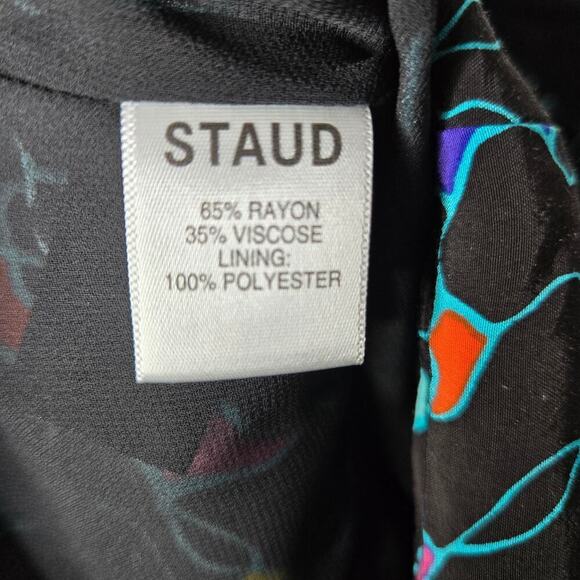 STAUD
65% RAYON
35% VISCOSE
LINING:
100% POLYESTER